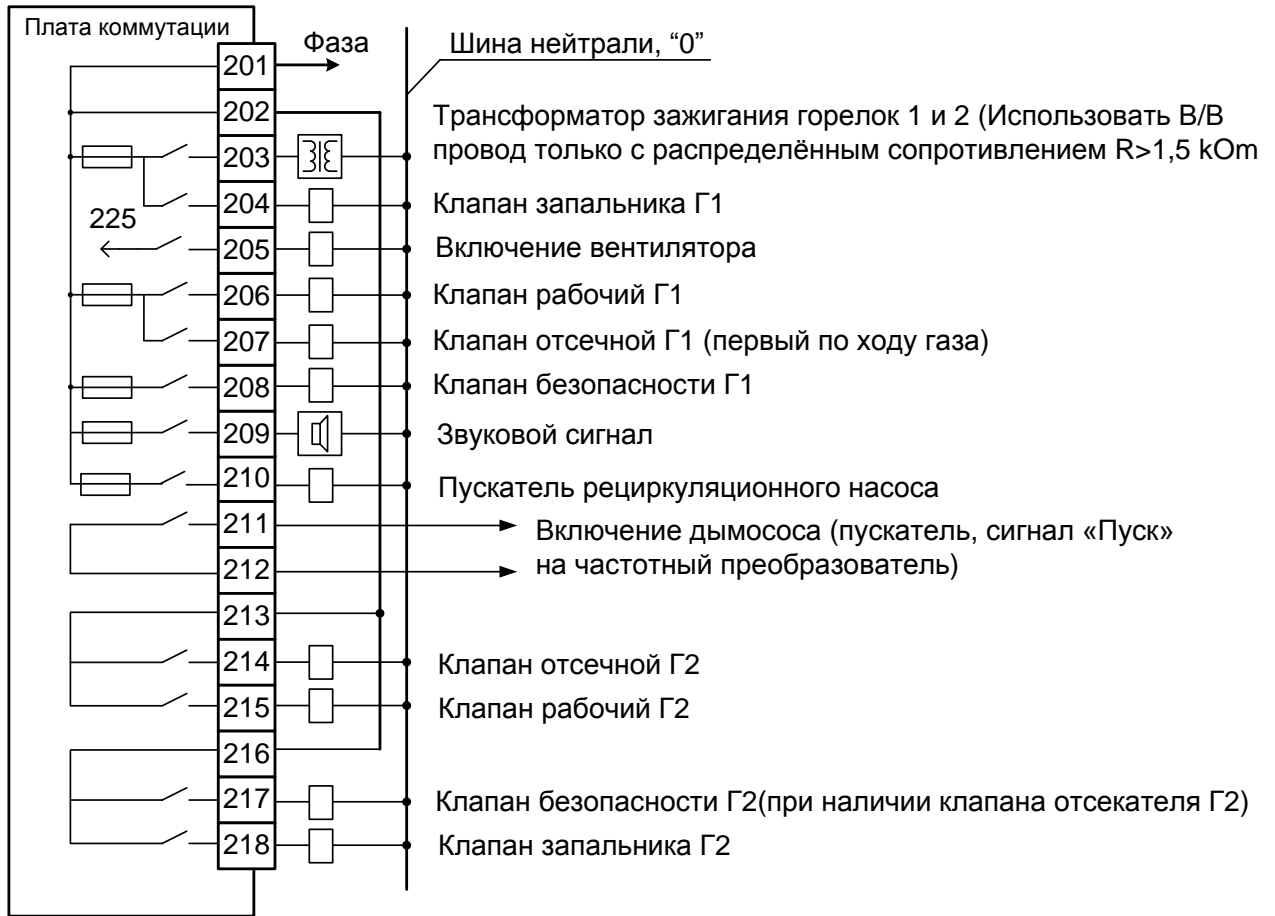 Плата коммутации
Фаза
Шина нейтрали, “0”
201
202
Трансформатор зажигания горелок 1 и 2 (Использовать В/В
провод только с распределённым сопротивлением R>1,5 kOm
203
204
Клапан запальника Г1
225
205
Включение вентилятора
206
Клапан рабочий Г1
207
Клапан отсечной Г1 (первый по ходу газа)
208
Клапан безопасности Г1
209
Звуковой сигнал
210
Пускатель рециркуляционного насоса
211
Включение дымососа (пускатель, сигнал «Пуск»
на частотный преобразователь)
212
213
214
Клапан отсечной Г2
215
Клапан рабочий Г2
216
217
Клапан безопасности Г2(при наличии клапана отсекателя Г2)
218
Клапан запальника Г2